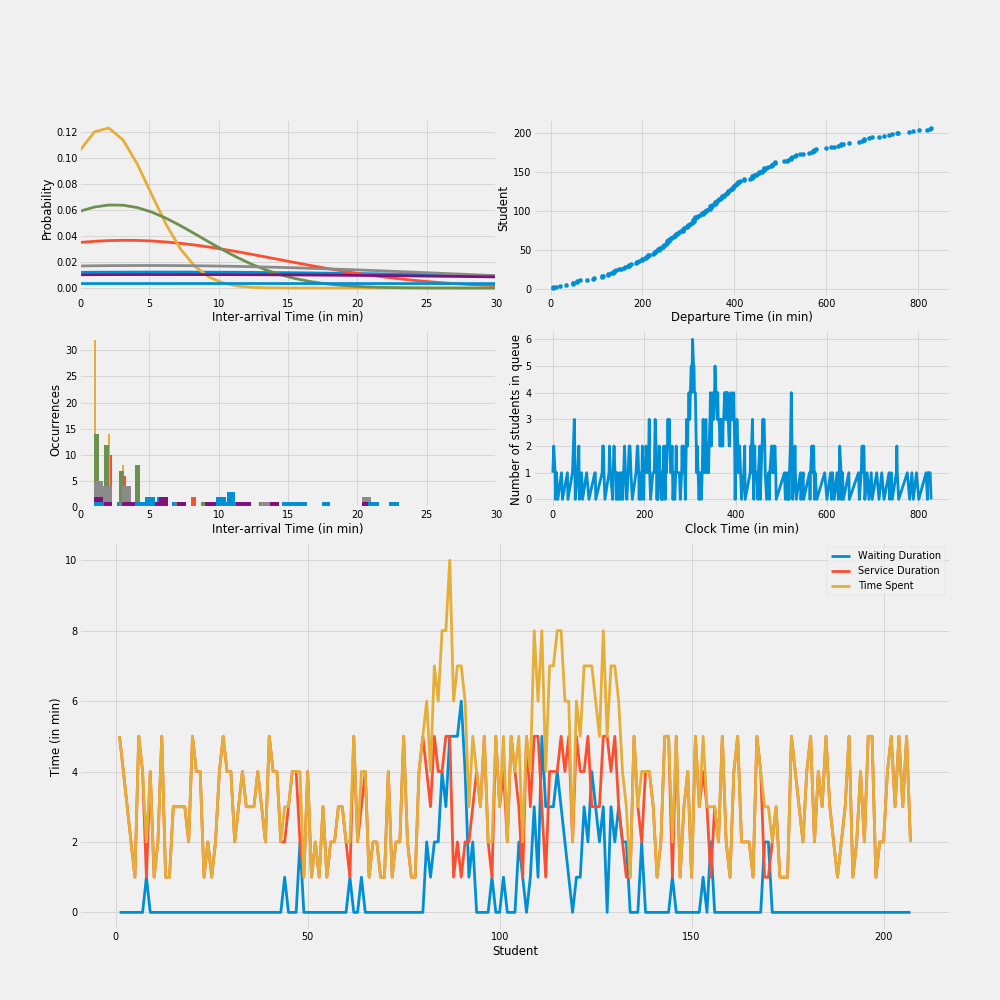 Probability
0.12
0.10
0.08
0.06
0.04
0.02
0.00
0 5 10 15 20 25 30
Inter-arrival Time (in min)
Student
200
150
100
50
0
0 200 400 600 800
Departure Time (in min)
Occurrences
30
25
20
15
10
5
0
0 5 10 15 20 25 30
Inter-arrival Time (in min)
Number of students in queue
6
5
4
3
2
1
0
0 200 400 600 800
Clock Time (in min)
Time (in min)
10
8
6
4
2
0
0 50 100 150 200
Student
Waiting Duration
Service Duration
Time Spent